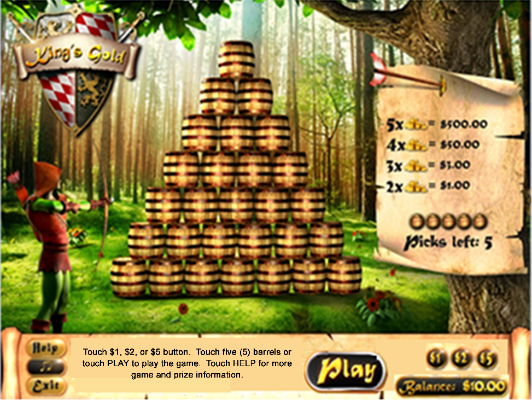 King's Gold
5x = $500.00
4x = $50.00
3x = $3.00
2x = $1.00
Picks left: 5
Help
Exit
Touch $1, $2, or $5 button. Touch five (5) barrels or
touch PLAY to play the game. Touch HELP for more
game and prize information.
Play
$1 $2 $5
Balance: $10.00